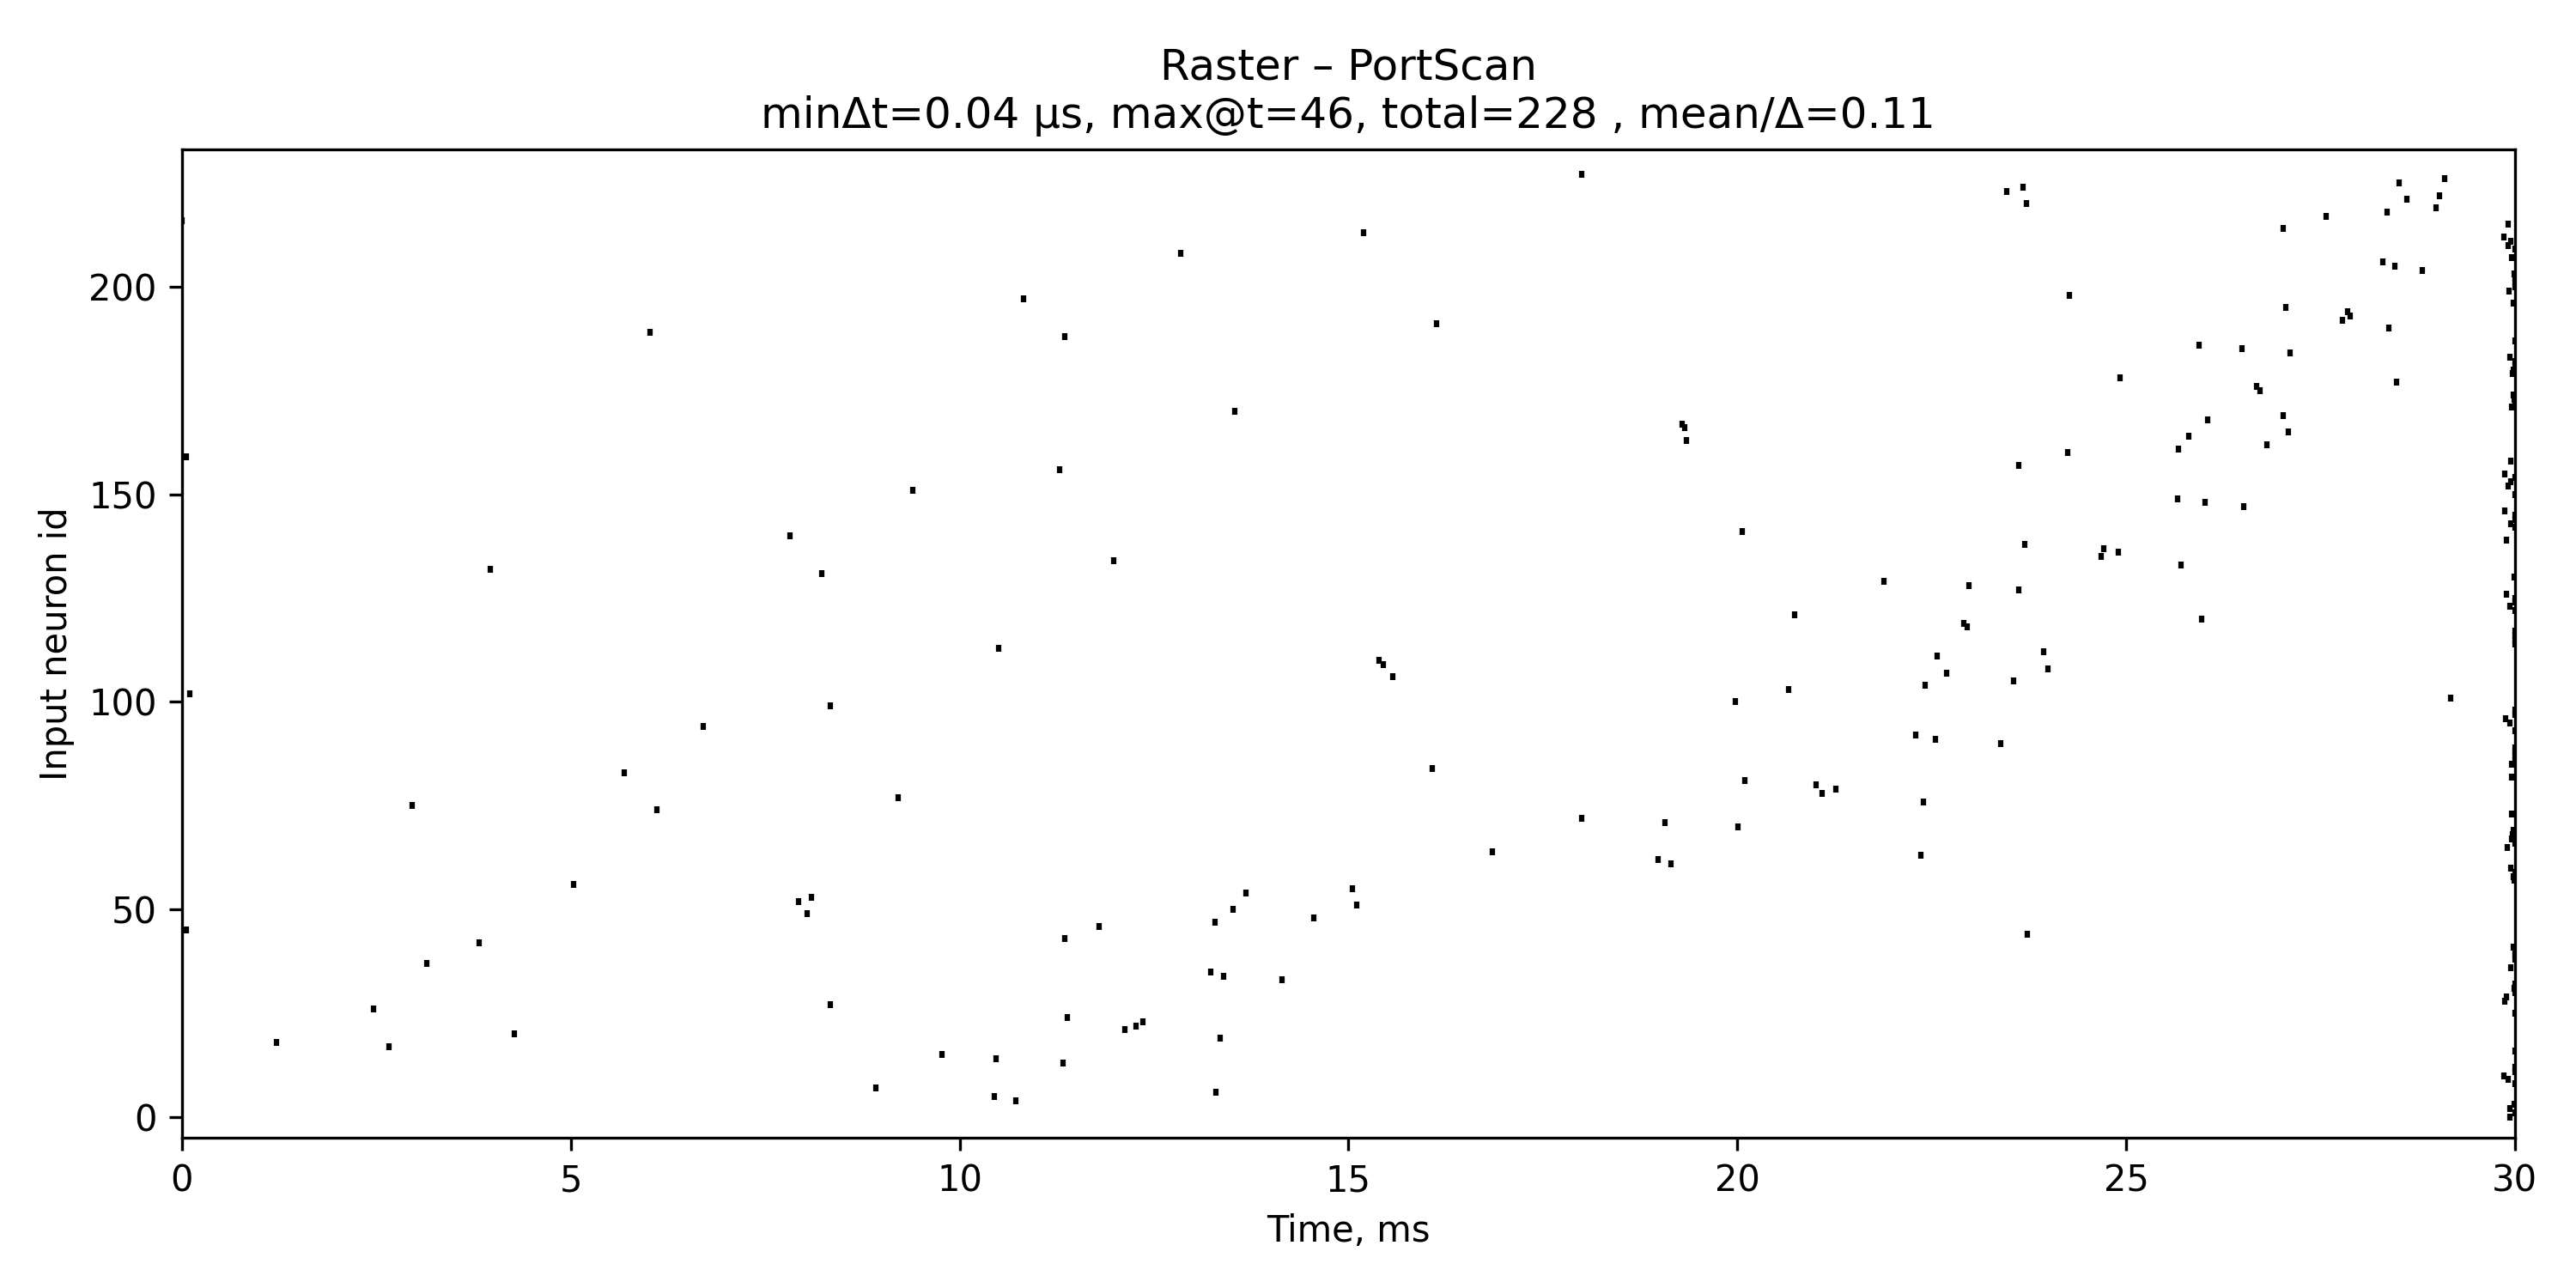 Raster – PortScan
minΔt=0.04 μs, max@t=46, total=228 , mean/Δ=0.11
Input neuron id
200
150
100
50
0
0 5 10 15 20 25 30
Time, ms